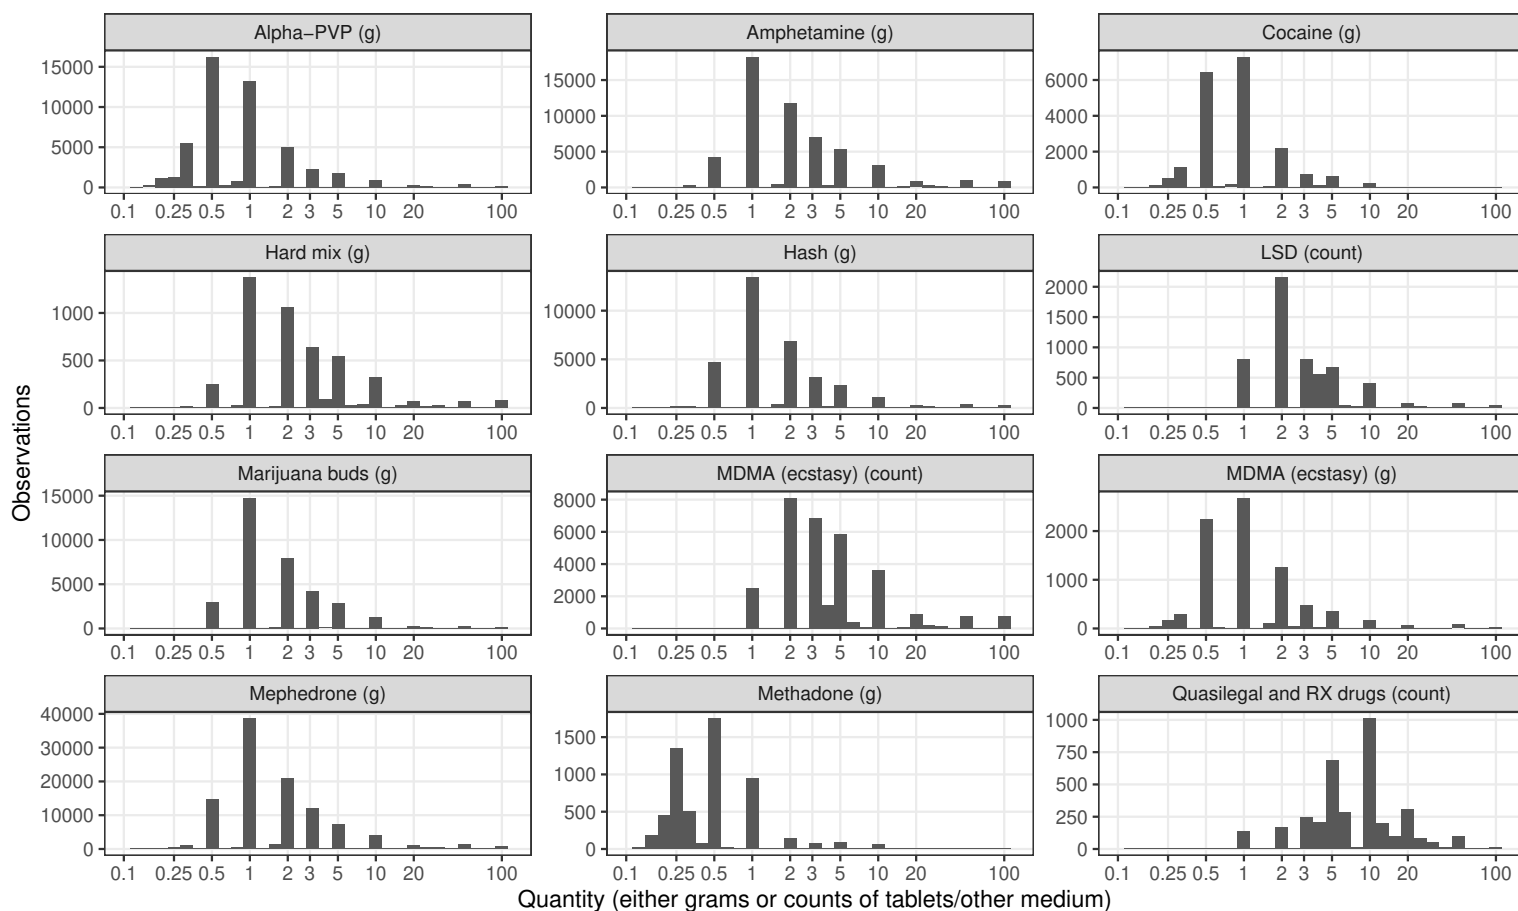 Alpha−PVP (g)
Amphetamine (g)
Cocaine (g)
15000
10000
5000
0
0.1 0.25 0.5 1 2 3 5 10 20 100
15000
10000
5000
0
0.1 0.25 0.5 1 2 3 5 10 20 100
6000
4000
2000
0
0.1 0.25 0.5 1 2 3 5 10 20 100
Hard mix (g)
Hash (g)
LSD (count)
1000
500
0
0.1 0.25 0.5 1 2 3 5 10 20 100
10000
5000
0
0.1 0.25 0.5 1 2 3 5 10 20 100
2000
1500
1000
500
0
0.1 0.25 0.5 1 2 3 5 10 20 100
Marijuana buds (g)
MDMA (ecstasy) (count)
MDMA (ecstasy) (g)
15000
10000
5000
0
0.1 0.25 0.5 1 2 3 5 10 20 100
8000
6000
4000
2000
0
0.1 0.25 0.5 1 2 3 5 10 20 100
2000
1000
0
0.1 0.25 0.5 1 2 3 5 10 20 100
Mephedrone (g)
Methadone (g)
Quasilegal and RX drugs (count)
40000
30000
20000
10000
0
0.1 0.25 0.5 1 2 3 5 10 20 100
1500
1000
500
0
0.1 0.25 0.5 1 2 3 5 10 20 100
1000
750
500
250
0
0.1 0.25 0.5 1 2 3 5 10 20 100
Observations
Quantity (either grams or counts of tablets/other medium)